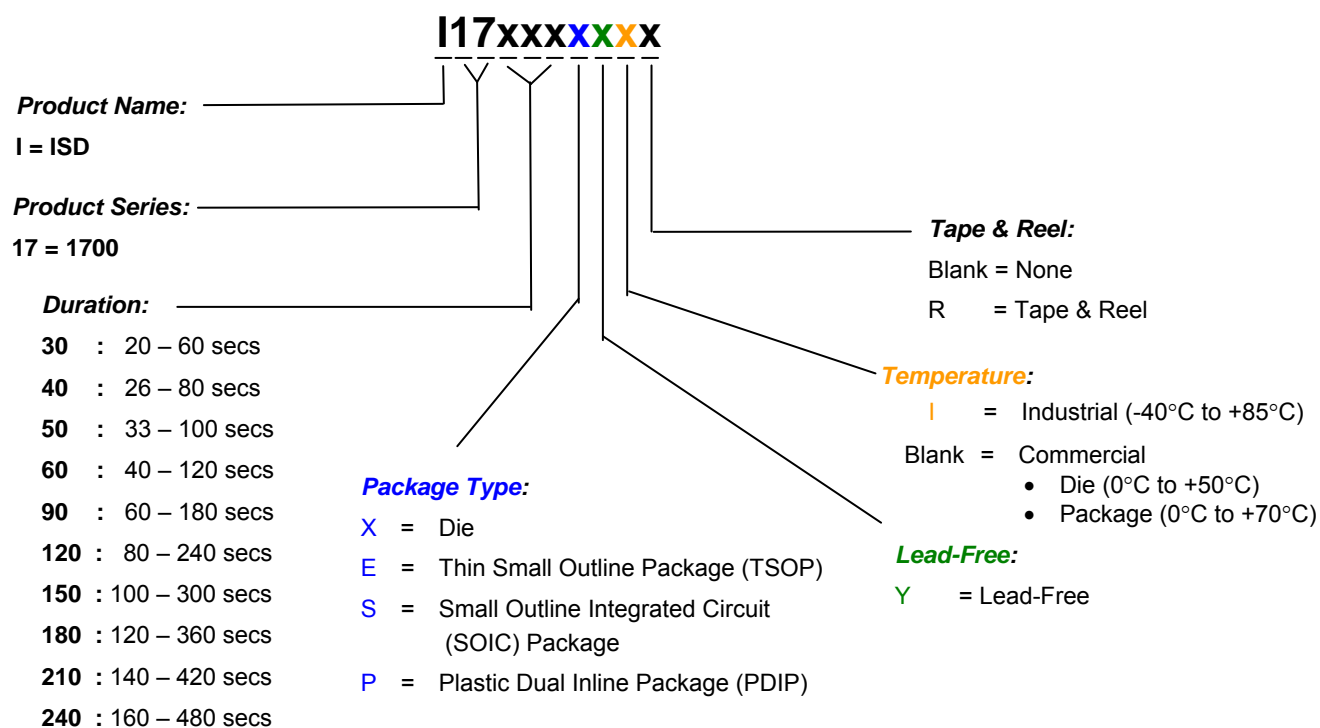 I17xxxxxxx
Product Name:
I = ISD
Product Series:
17 = 1700
Duration:
30 : 20 – 60 secs
40 : 26 – 80 secs
50 : 33 – 100 secs
60 : 40 – 120 secs
90 : 60 – 180 secs
120 : 80 – 240 secs
150 : 100 – 300 secs
180 : 120 – 360 secs
210 : 140 – 420 secs
240 : 160 – 480 secs
Package Type:
X = Die
E = Thin Small Outline Package (TSOP)
S = Small Outline Integrated Circuit
(SOIC) Package
P = Plastic Dual Inline Package (PDIP)
Tape & Reel:
Blank = None
R = Tape & Reel
Temperature:
I = Industrial (-40°C to +85°C)
Blank = Commercial
• Die (0°C to +50°C)
• Package (0°C to +70°C)
Lead-Free:
Y = Lead-Free